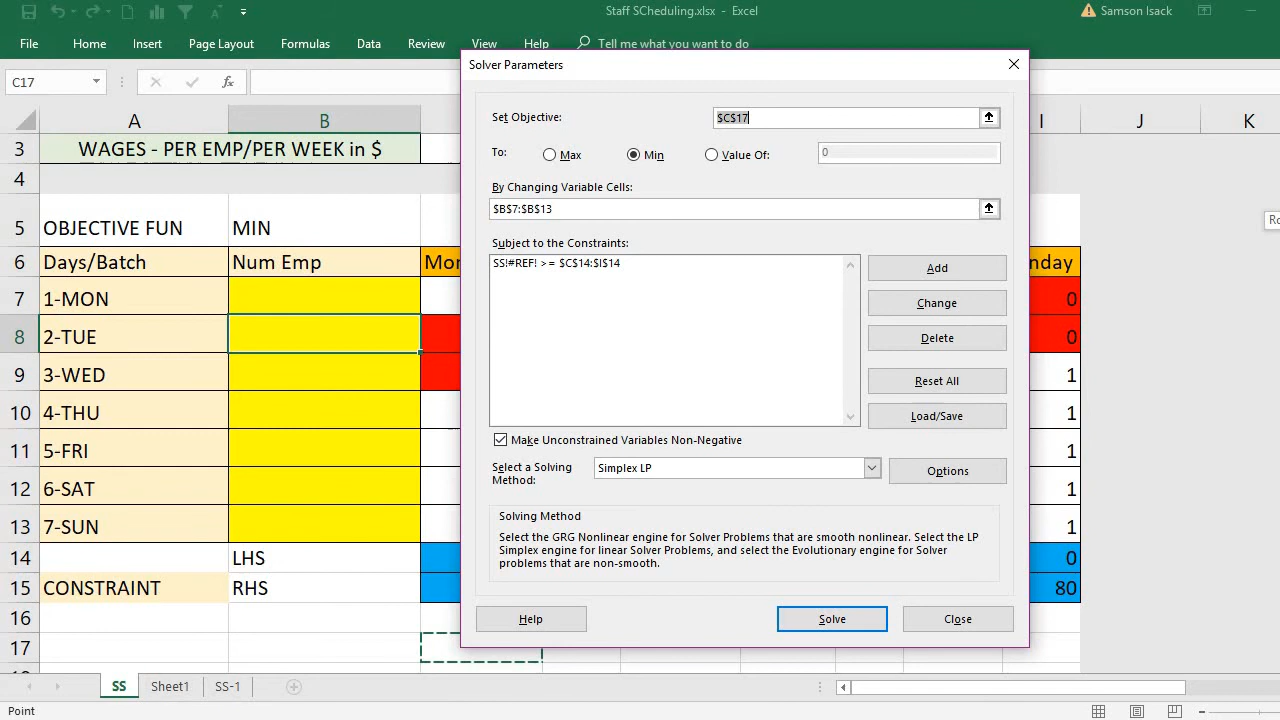 Staff SCheduling.xlsx - Excel
Samson Isack
File Home Insert Page Layout Formulas Data Review View Help Tell me what you want to do
C17
fx
A B I J K
3 WAGES - PER EMP/PER WEEK in $
4
5 OBJECTIVE FUN MIN
6 Days/Batch Num Emp Mon nday
7 1-MON 0
8 2-TUE 0
9 3-WED 1
10 4-THU 1
11 5-FRI 1
12 6-SAT 1
13 7-SUN 1
14 LHS 0
15 CONSTRAINT RHS 80
16
17
Solver Parameters
Set Objective: $C$17
To: Max Min Value Of: 0
By Changing Variable Cells:
$B$7:$B$13
Subject to the Constraints:
SS!#REF! >= $C$14:$I$14
Add
Change
Delete
Reset All
Load/Save
Make Unconstrained Variables Non-Negative
Select a Solving Method: Simplex LP Options
Solving Method
Select the GRG Nonlinear engine for Solver Problems that are smooth nonlinear. Select the LP
Simplex engine for linear Solver Problems, and select the Evolutionary engine for Solver
problems that are non-smooth.
Help Solve Close
SS Sheet1 SS-1
Point